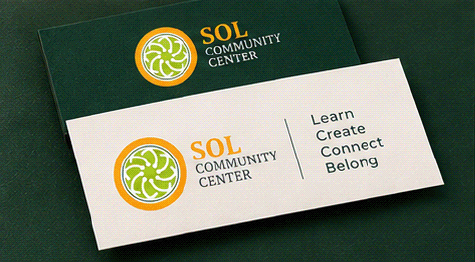 SOL
COMMUNITY
CENTER
SOL
COMMUNITY
CENTER
Learn
Create
Connect
Belong